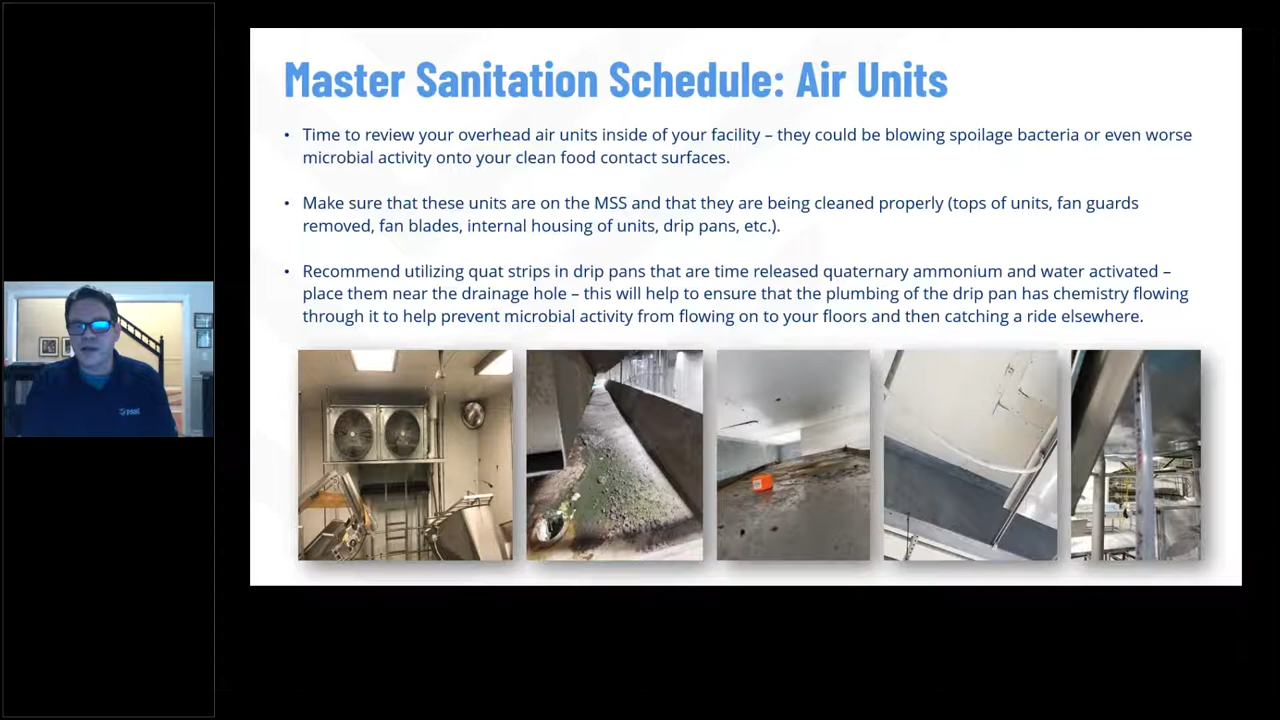 Master Sanitation Schedule: Air Units
• Time to review your overhead air units inside of your facility – they could be blowing spoilage bacteria or even worse
microbial activity onto your clean food contact surfaces.
• Make sure that these units are on the MSS and that they are being cleaned properly (tops of units, fan guards
removed, fan blades, internal housing of units, drip pans, etc.).
• Recommend utilizing quat strips in drip pans that are time released quaternary ammonium and water activated –
place them near the drainage hole – this will help to ensure that the plumbing of the drip pan has chemistry flowing
through it to help prevent microbial activity from flowing on to your floors and then catching a ride elsewhere.